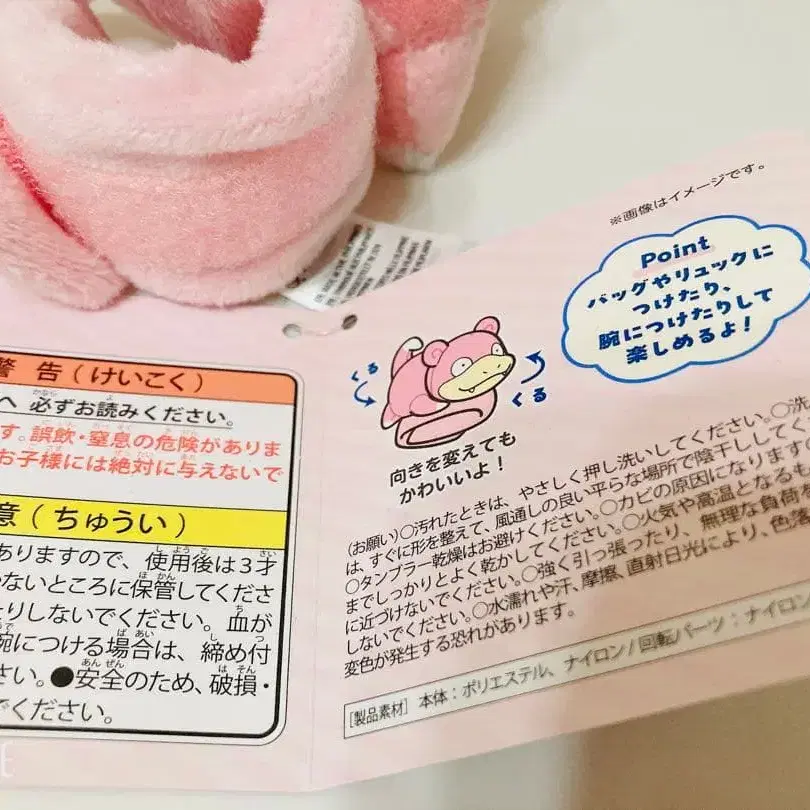 警告(けいこく)
へ 必ずお読みください。
す。誤飲・窒息の危険がありま
お子様には絶対に与えないで
意(ちゅうい)
ありますので、使用後は3才
ないところに保管してくださ
たりしないでください。血が
腕につける場合は、締め付
さい。●安全のため、破損・
でください。
※画像はイメージです。
Point
バッグやリュックに
つけたり、
腕につけたりして
楽しめるよ!
くる
くる
向きを変えても
かわいいよ!
(お願い)○汚れたときは、やさしく押し洗いしてください。○洗
は、すぐに形を整えて、風通しの良い平らな場所で陰干ししてく
○タンブラー乾燥はお避けください。○カビの原因になります
までしっかりとよく乾かしてください。○火気や高温となるも
に近づけないでください。○強く引っ張ったり、無理な負荷を
しないでください。○水濡れや汗、摩擦、直射日光により、色落
変色が発生する恐れがあります。
[製品素材] 本体:ポリエステル、ナイロン/回転パーツ:ナイロン